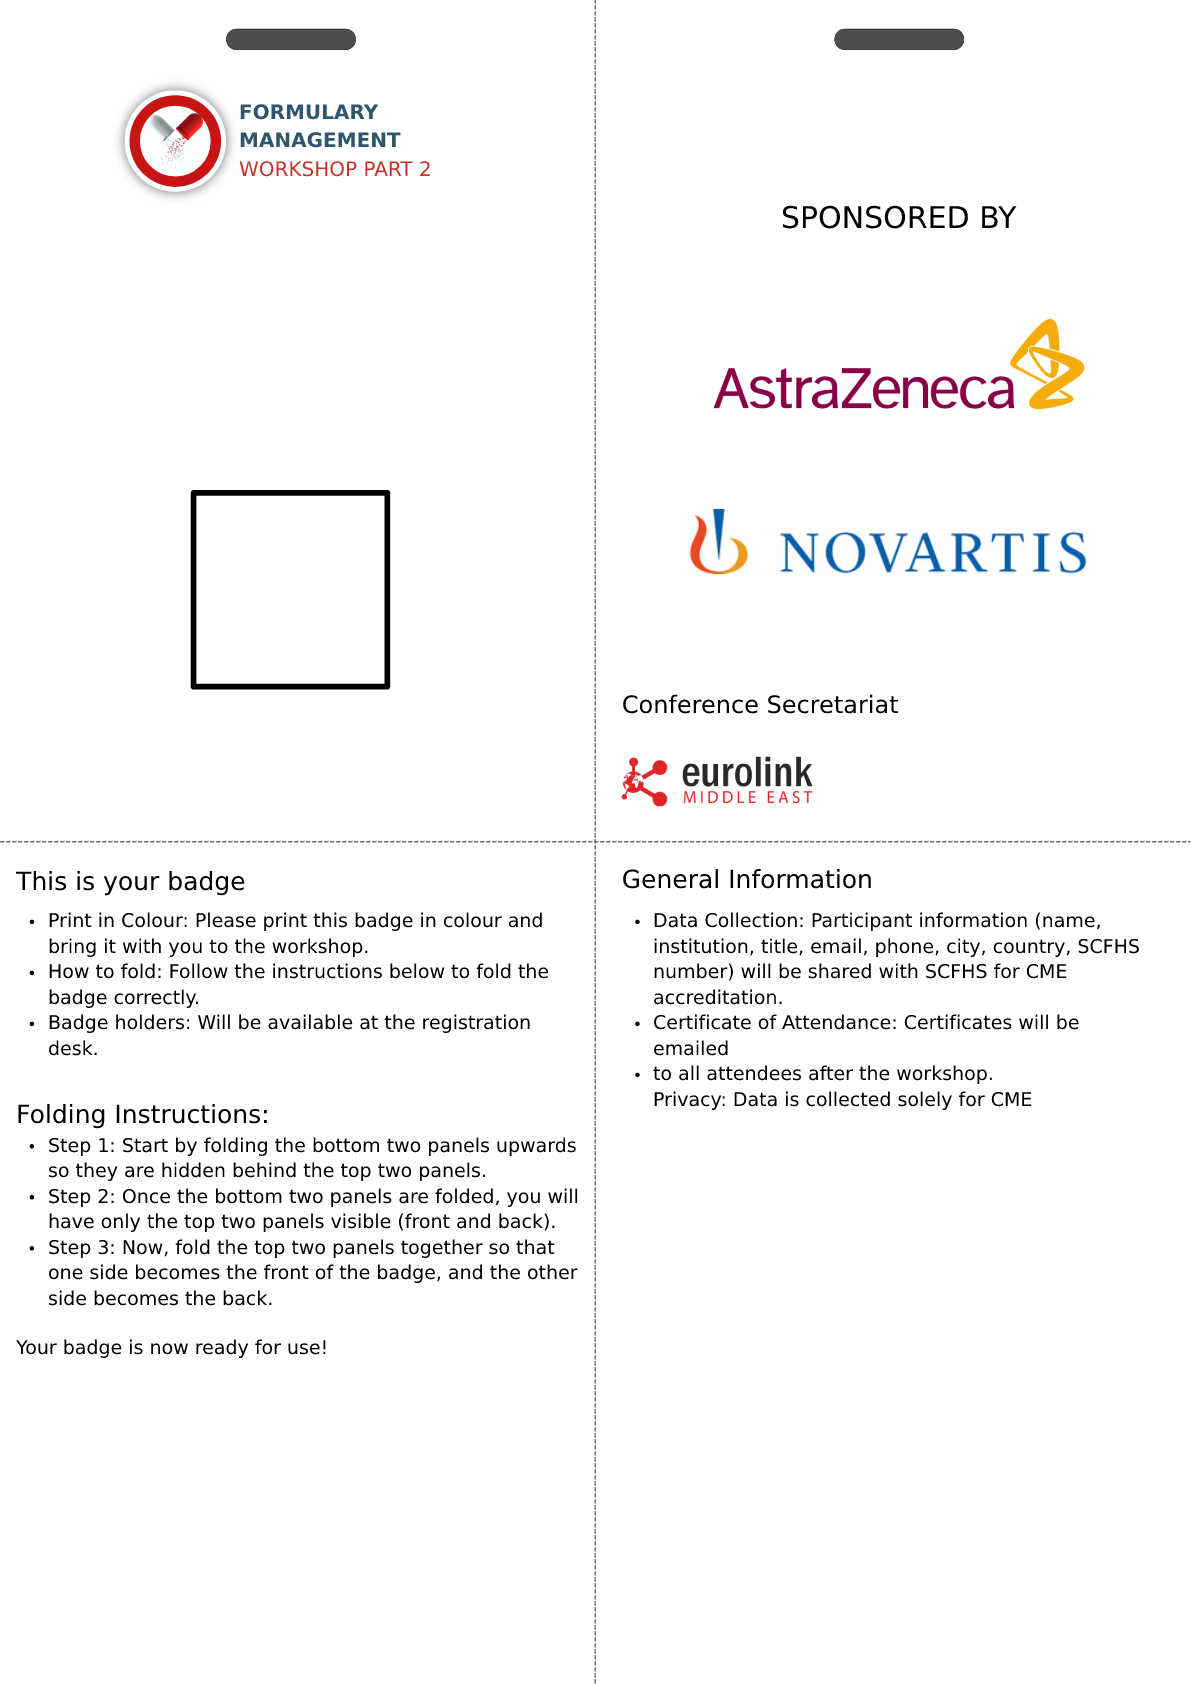 FORMULARY
MANAGEMENT
WORKSHOP PART 2
SPONSORED BY
AstraZeneca
NOVARTIS
Conference Secretariat
eurolink
MIDDLE EAST
This is your badge
• Print in Colour: Please print this badge in colour and
bring it with you to the workshop.
• How to fold: Follow the instructions below to fold the
badge correctly.
• Badge holders: Will be available at the registration
desk.
Folding Instructions:
• Step 1: Start by folding the bottom two panels upwards
so they are hidden behind the top two panels.
• Step 2: Once the bottom two panels are folded, you will
have only the top two panels visible (front and back).
• Step 3: Now, fold the top two panels together so that
one side becomes the front of the badge, and the other
side becomes the back.
Your badge is now ready for use!
General Information
• Data Collection: Participant information (name,
institution, title, email, phone, city, country, SCFHS
number) will be shared with SCFHS for CME
accreditation.
• Certificate of Attendance: Certificates will be
emailed
• to all attendees after the workshop.
Privacy: Data is collected solely for CME